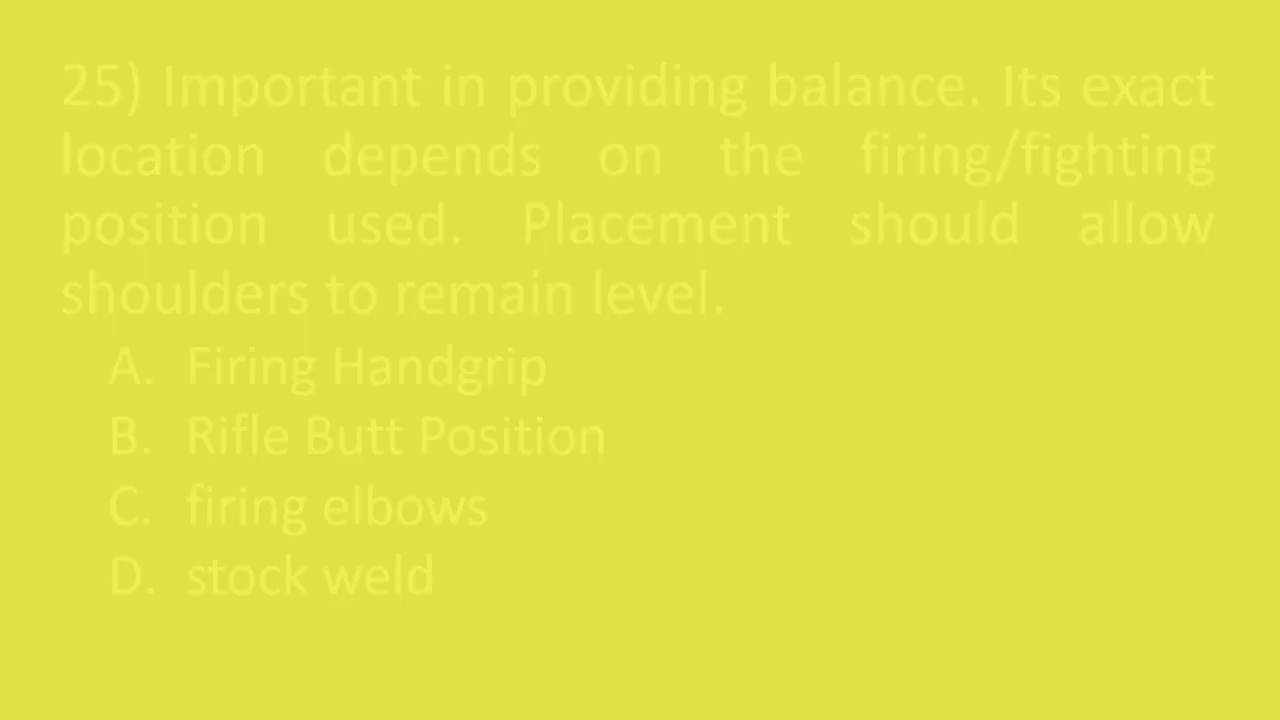 25) Important in providing balance. Its exact
location depends on the firing/fighting
position used. Placement should allow
shoulders to remain level.
A. Firing Handgrip
B. Rifle Butt Position
C. firing elbows
D. stock weld